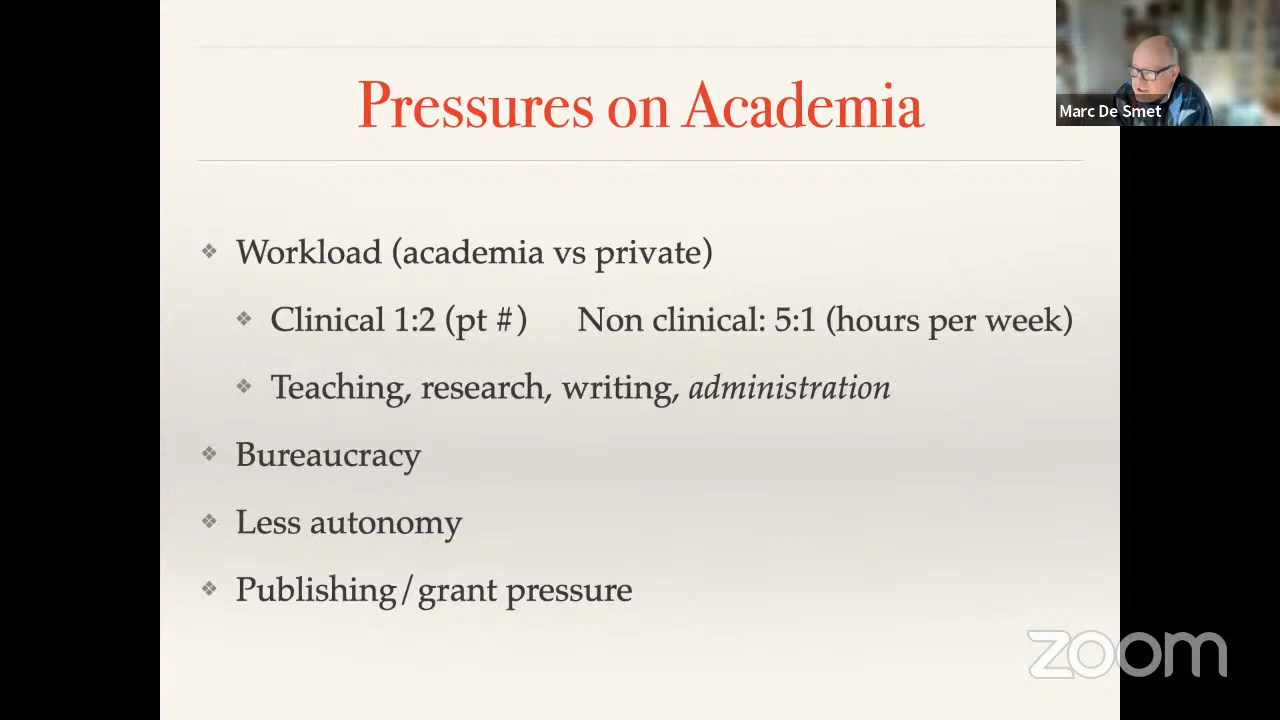 Pressures on Academia
Marc De Smet
Workload (academia vs private)
Clinical 1:2 (pt #) Non clinical: 5:1 (hours per week)
Teaching, research, writing, administration
Bureaucracy
Less autonomy
Publishing/grant pressure
zoom